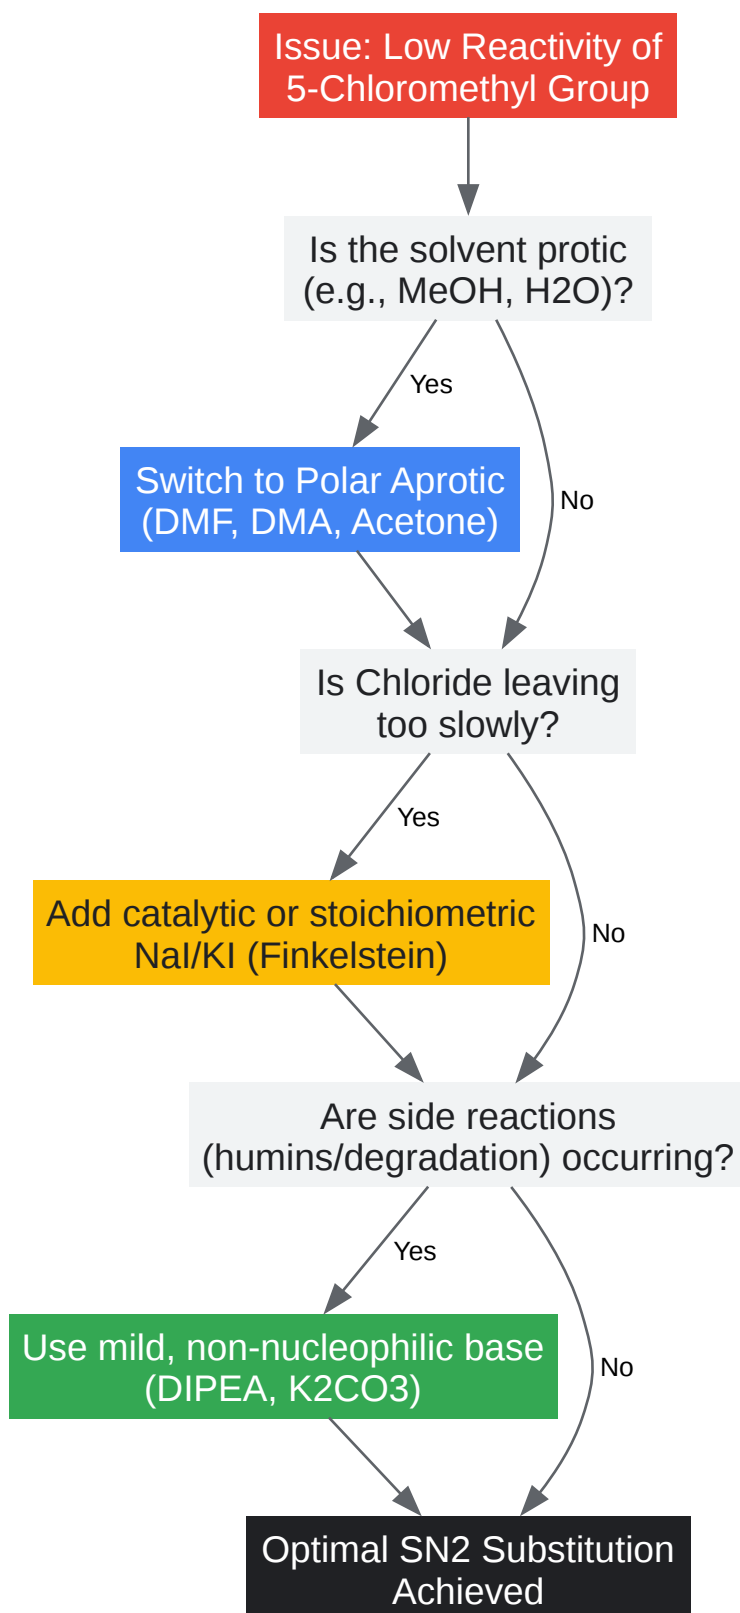 Issue: Low Reactivity of
5-Chloromethyl Group
Is the solvent protic
(e.g., MeOH, H2O)?
Yes
Switch to Polar Aprotic
(DMF, DMA, Acetone)
No
Is Chloride leaving
too slowly?
Yes
Add catalytic or stoichiometric
NaI/KI (Finkelstein)
No
Are side reactions
(humins/degradation) occurring?
Yes
Use mild, non-nucleophilic base
(DIPEA, K2CO3)
No
Optimal SN2 Substitution
Achieved